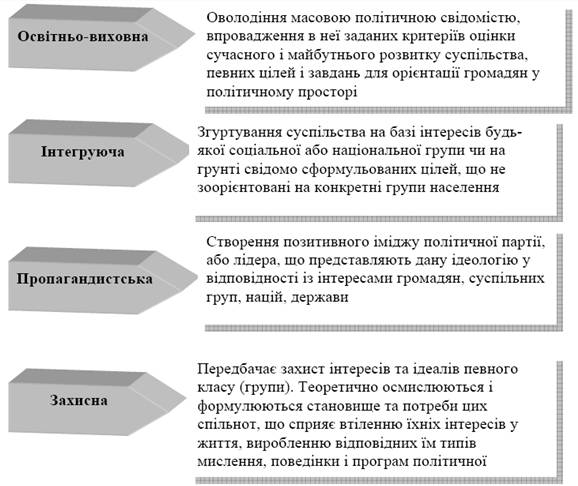 Освітньо-виховна
Оволодіння масовою політичною свідомістю,
впровадження в неї заданих критеріїв оцінки
сучасного і майбутнього розвитку суспільства,
певних цілей і завдань для орієнтації громадян у
політичному просторі
Інтегруюча
Згуртування суспільства на базі інтересів будь-
якої соціальної або національної групи чи на
грунті свідомо сформульованих цілей, що не
зоорієнтовані на конкретні групи населення
Пропагандистська
Створення позитивного іміджу політичної партії,
або лідера, що представляють дану ідеологію у
відповідності із інтересами громадян, суспільних
груп, націй, держави
Захисна
Передбачає захист інтересів та ідеалів певного
класу (групи). Теоретично осмислюються і
формулюються становище та потреби цих
спільнот, що сприяє втіленню їхніх інтересів у
життя, виробленню відповідних їм типів
мислення, поведінки і програм політичної